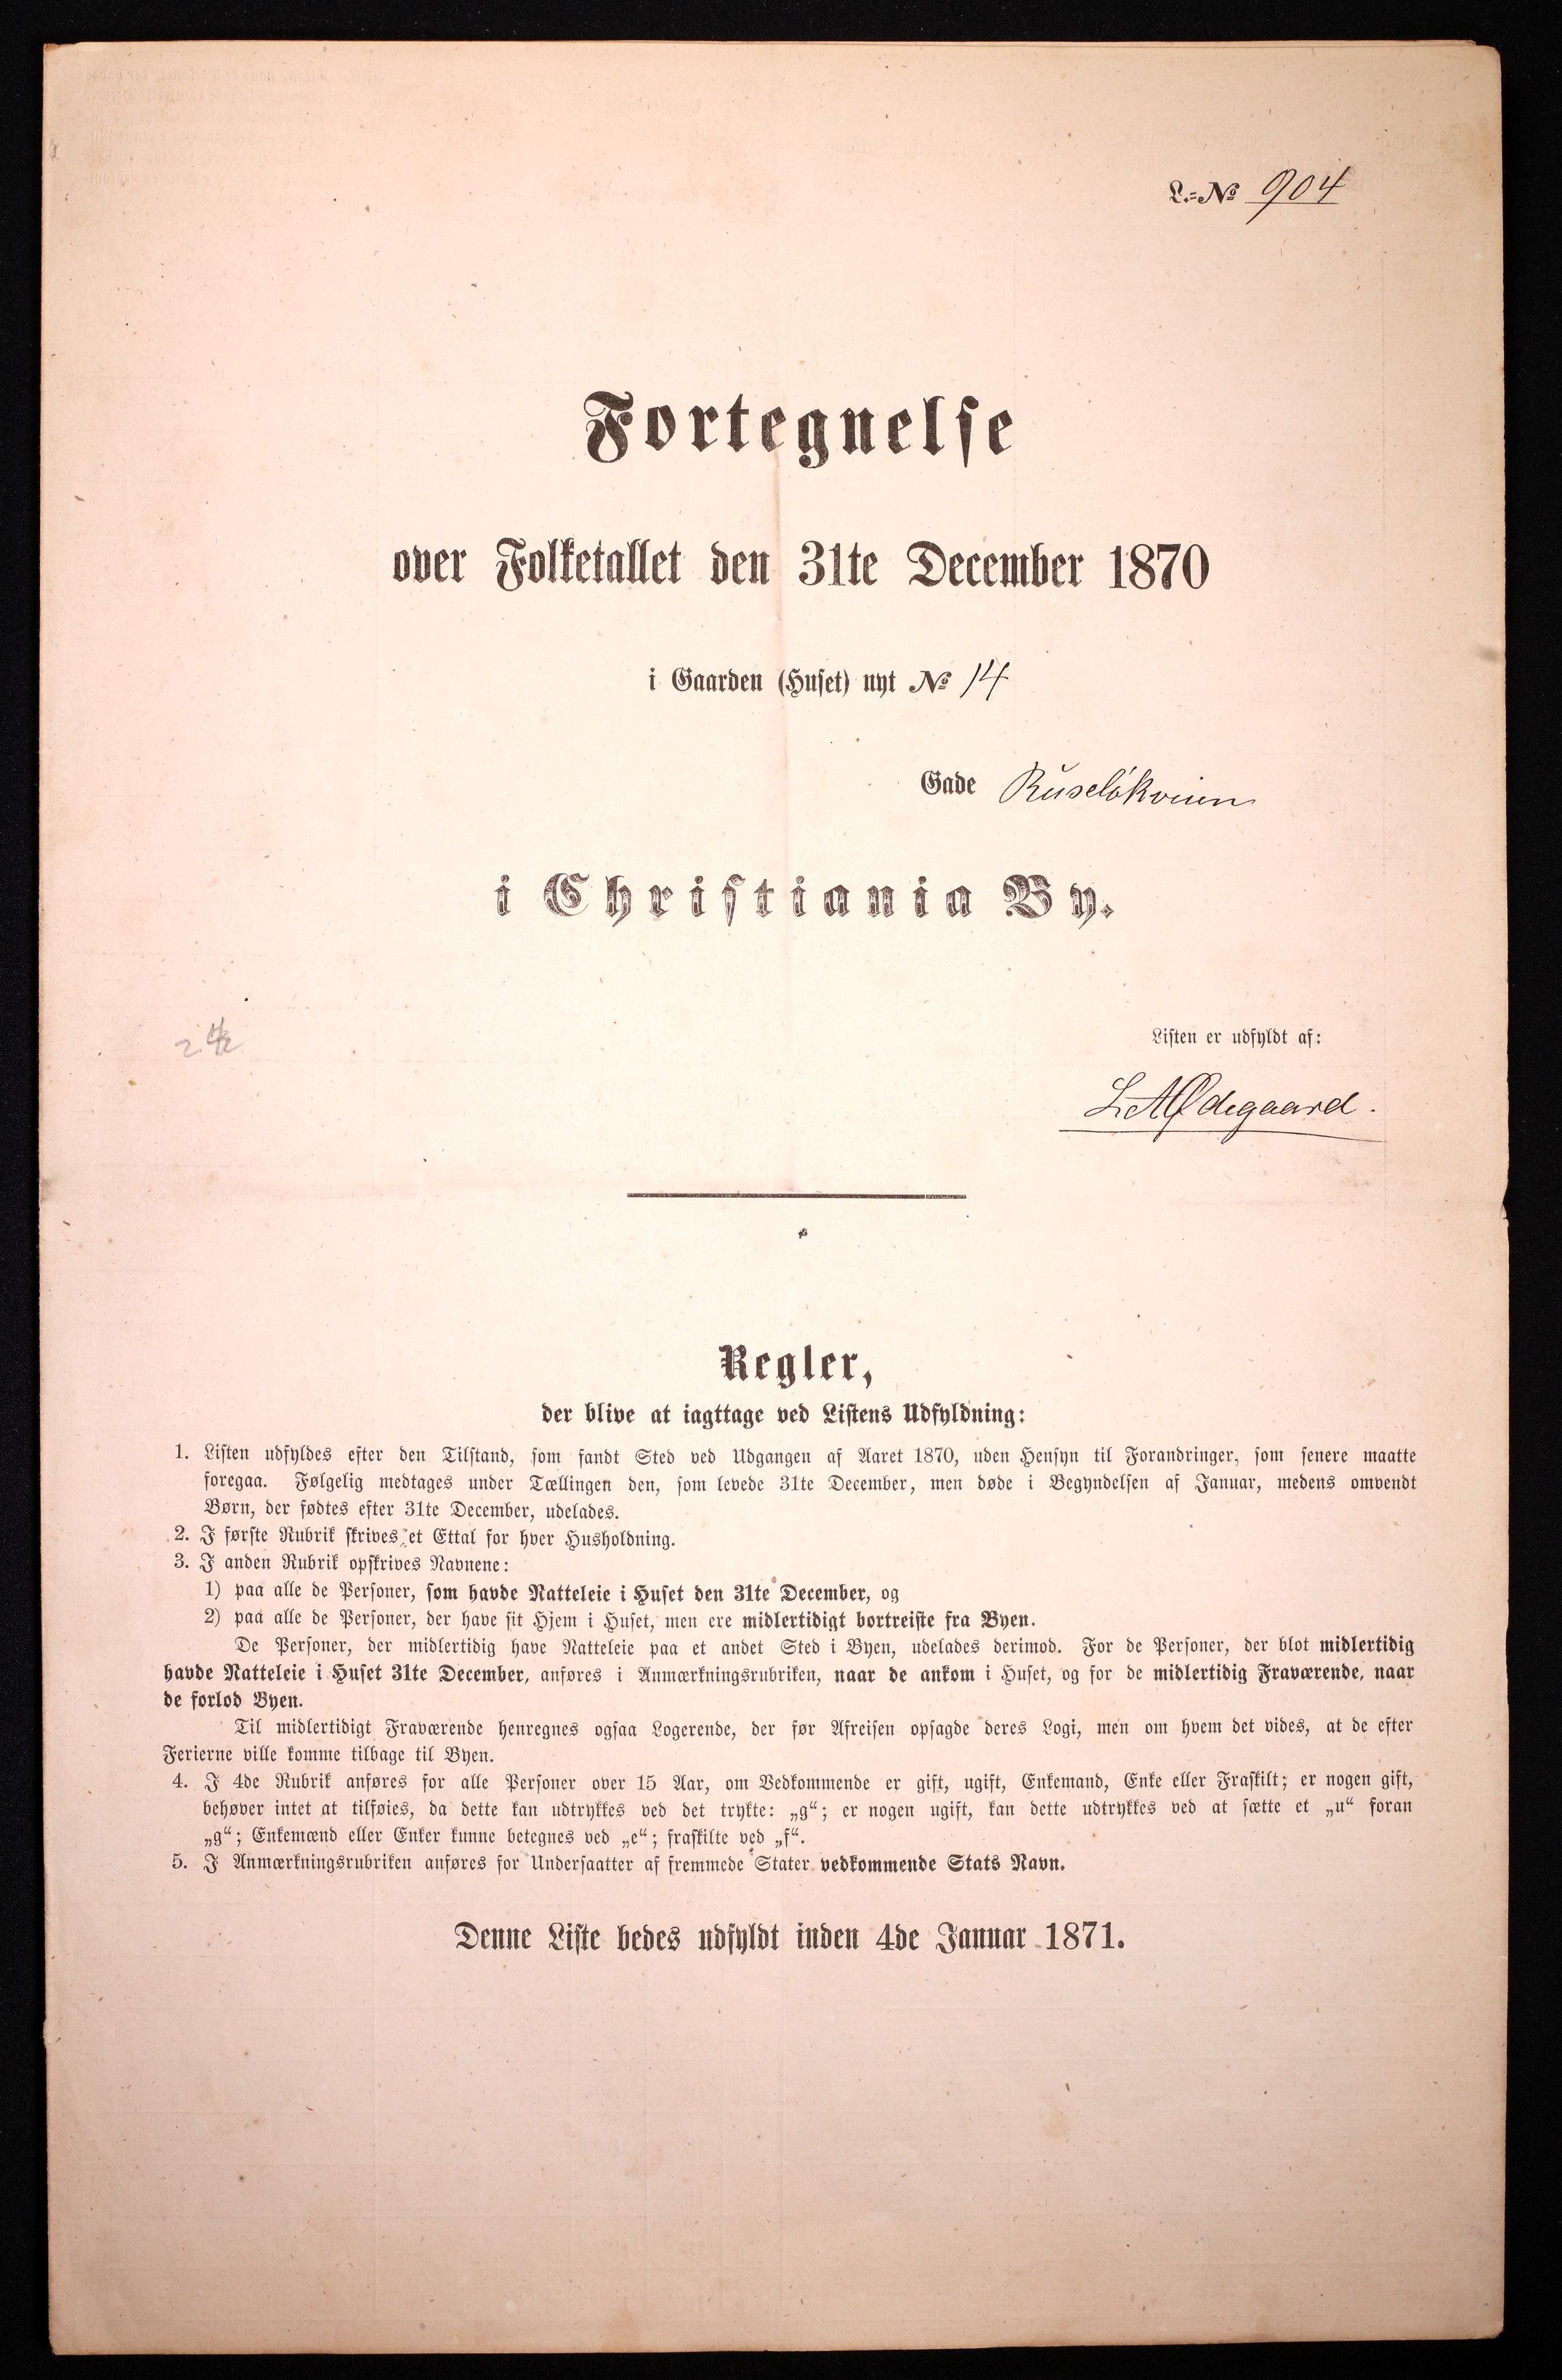 L.-№ 904
Fortegnelse
over Folketallet den 31te December 1870
i Gaarden (Huset) nyt № 14
Gade Ruseløkveien
i Christiania By.
Listen er udfyldt af:
L. A. Ødegaard.
Regler,
der blive at iagttage ved Listens Udfyldning:
1. Listen udfyldes efter den Tilstand, som fandt Sted ved Udgangen af Aaret 1870, uden Hensyn til Forandringer, som senere maatte
foregaa. Følgelig medtages under Tællingen den, som levede 31te December, men døde i Begyndelsen af Januar, medens omvendt
Børn, der fødtes efter 31te December, udelades.
2. I første Rubrik skrives et Ettal for hver Husholdning.
3. I anden Rubrik opskrives Navnene:
1) paa alle de Personer, som havde Natteleie i Huset den 31te December, og
2) paa alle de Personer, der have sit Hjem i Huset, men ere midlertidigt bortreiste fra Byen.
De Personer, der midlertidig have Natteleie paa et andet Sted i Byen, udelades derimod. For de Personer, der blot midlertidig
havde Natteleie i Huset 31te December, anføres i Anmærkningsrubriken, naar de ankom i Huset, og for de midlertidig Fraværende, naar
de forlod Byen.
Til midlertidigt Fraværende henregnes ogsaa Logerende, der før Afreisen opsagde deres Logi, men om hvem det vides, at de efter
Ferierne ville komme tilbage til Byen.
4. I 4de Rubrik anføres for alle Personer over 15 Aar, om Vedkommende er gift, ugift, Enkemand, Enke eller Fraskilt; er nogen gift,
behøver intet at tilføies, da dette kan udtrykkes ved det trykte: „g“; er nogen ugift, kan dette udtrykkes ved at sætte et „u“ foran
„g“; Enkemænd eller Enker kunne betegnes ved „e“; fraskilte ved „f“.
5. I Anmærkningsrubriken anføres for Undersaatter af fremmede Stater vedkommende Stats Navn.
Denne Liste bedes udfyldt inden 4de Januar 1871.